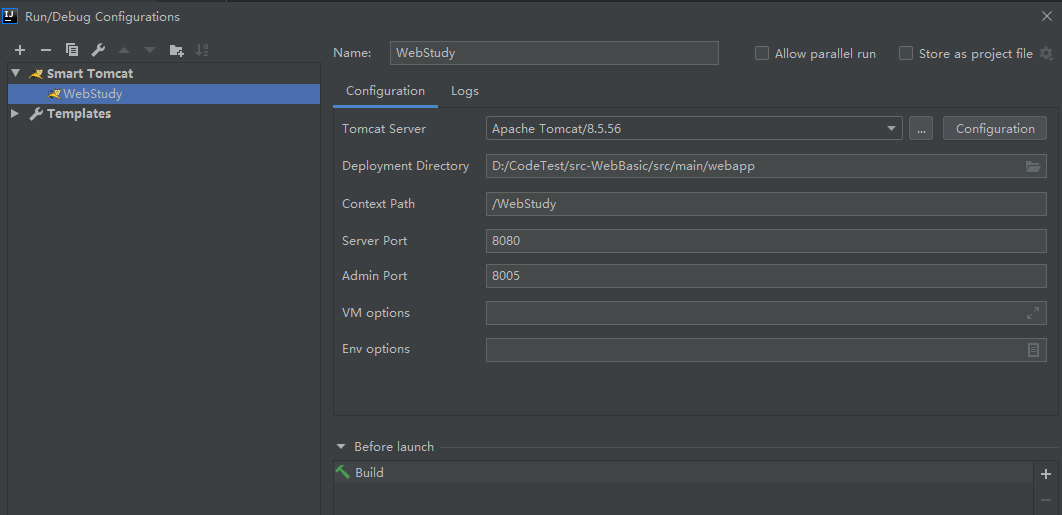 Run/Debug Configurations
Name: WebStudy Allow parallel run Store as project file
Smart Tomcat
WebStudy
Templates
Configuration Logs
Tomcat Server Apache Tomcat/8.5.56 ... Configuration
Deployment Directory D:/CodeTest/src-WebBasic/src/main/webapp
Context Path /WebStudy
Server Port 8080
Admin Port 8005
VM options
Env options
Before launch
Build